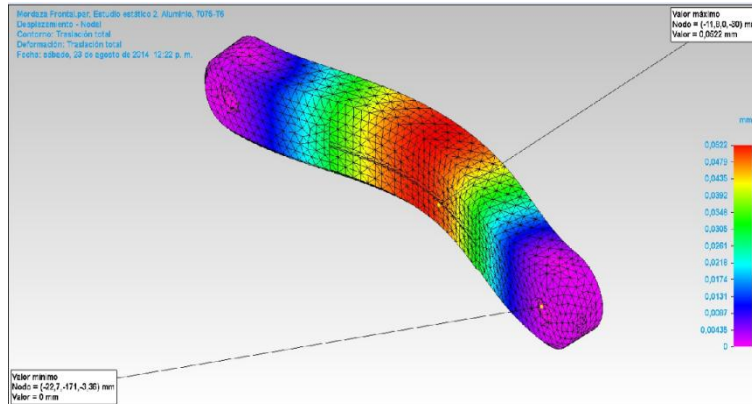 Mordaza Frontal.par, Estudio estático 2, Aluminio, 7075-T6
Desplazamiento - Nodal
Contorno: Traslación total
Deformación: Traslación total
Fecha: sábado, 23 de agosto de 2014 12:22 p. m.
Valor máximo
Nodo = (-11,8,0,-30) mm
Valor = 0,0522 mm
mm
0,0522
0,0479
0,0435
0,0392
0,0348
0,0305
0,0261
0,0218
0,0174
0,0131
0,0087
0,00435
0
Valor mínimo
Nodo = (-22,7,-171,-3,36) mm
Valor = 0 mm